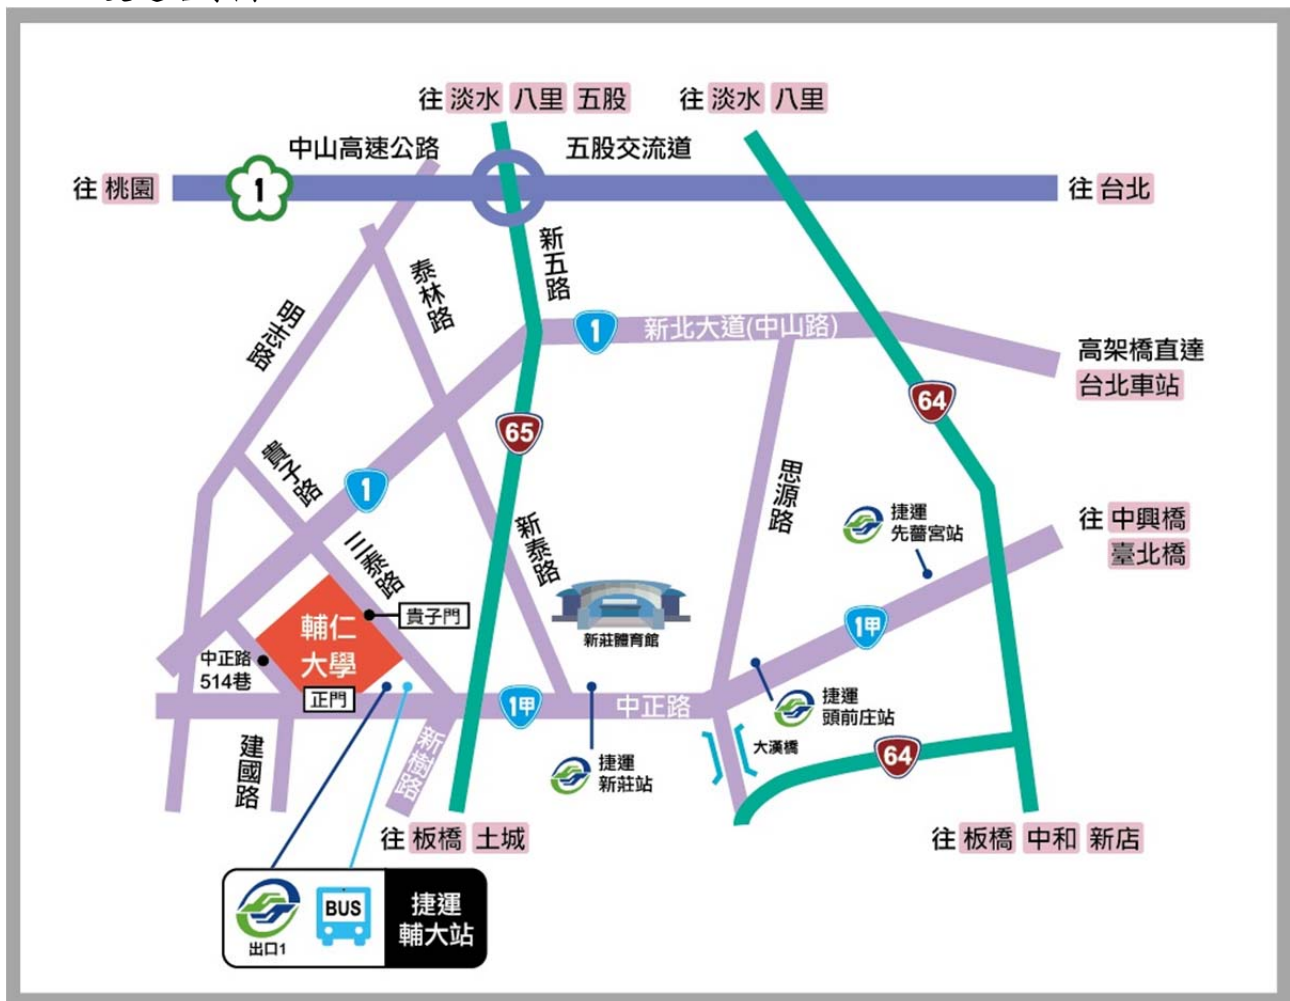 往 淡水 八里 五股
往 淡水 八里
中山高速公路
五股交流道
往 桃園
1
往 台北
新五路
泰林路
明志路
1
新北大道(中山路)
高架橋直達
台北車站
65
64
貴子路
1
思源路
新泰路
三泰路
捷運
先嗇宮站
往 中興橋
臺北橋
輔仁
大學
貴子門
新莊體育館
1甲
中正路
514巷
正門
1甲
中正路
捷運
頭前庄站
新樹路
建國路
大漢橋
64
捷運
新莊站
往 板橋 土城
往 板橋 中和 新店
出口1
BUS
捷運
輔大站